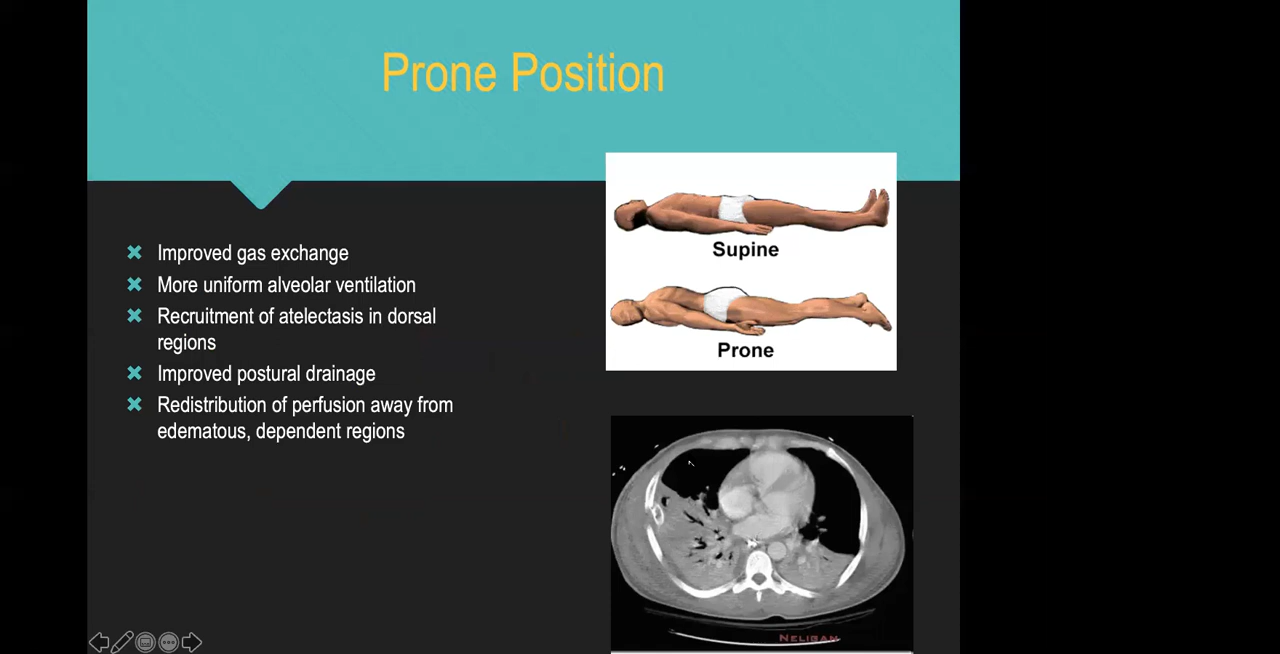 Prone Position
Improved gas exchange
More uniform alveolar ventilation
Recruitment of atelectasis in dorsal
regions
Improved postural drainage
Redistribution of perfusion away from
edematous, dependent regions
Supine
Prone
NELIGAN